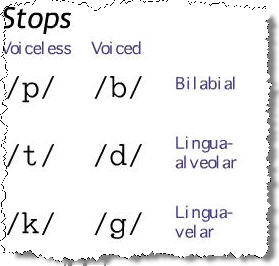 Stops
Voiceless Voiced
/p/ /b/ Bilabial
/t/ /d/ Lingua-
alveolar
/k/ /g/ Lingua-
velar